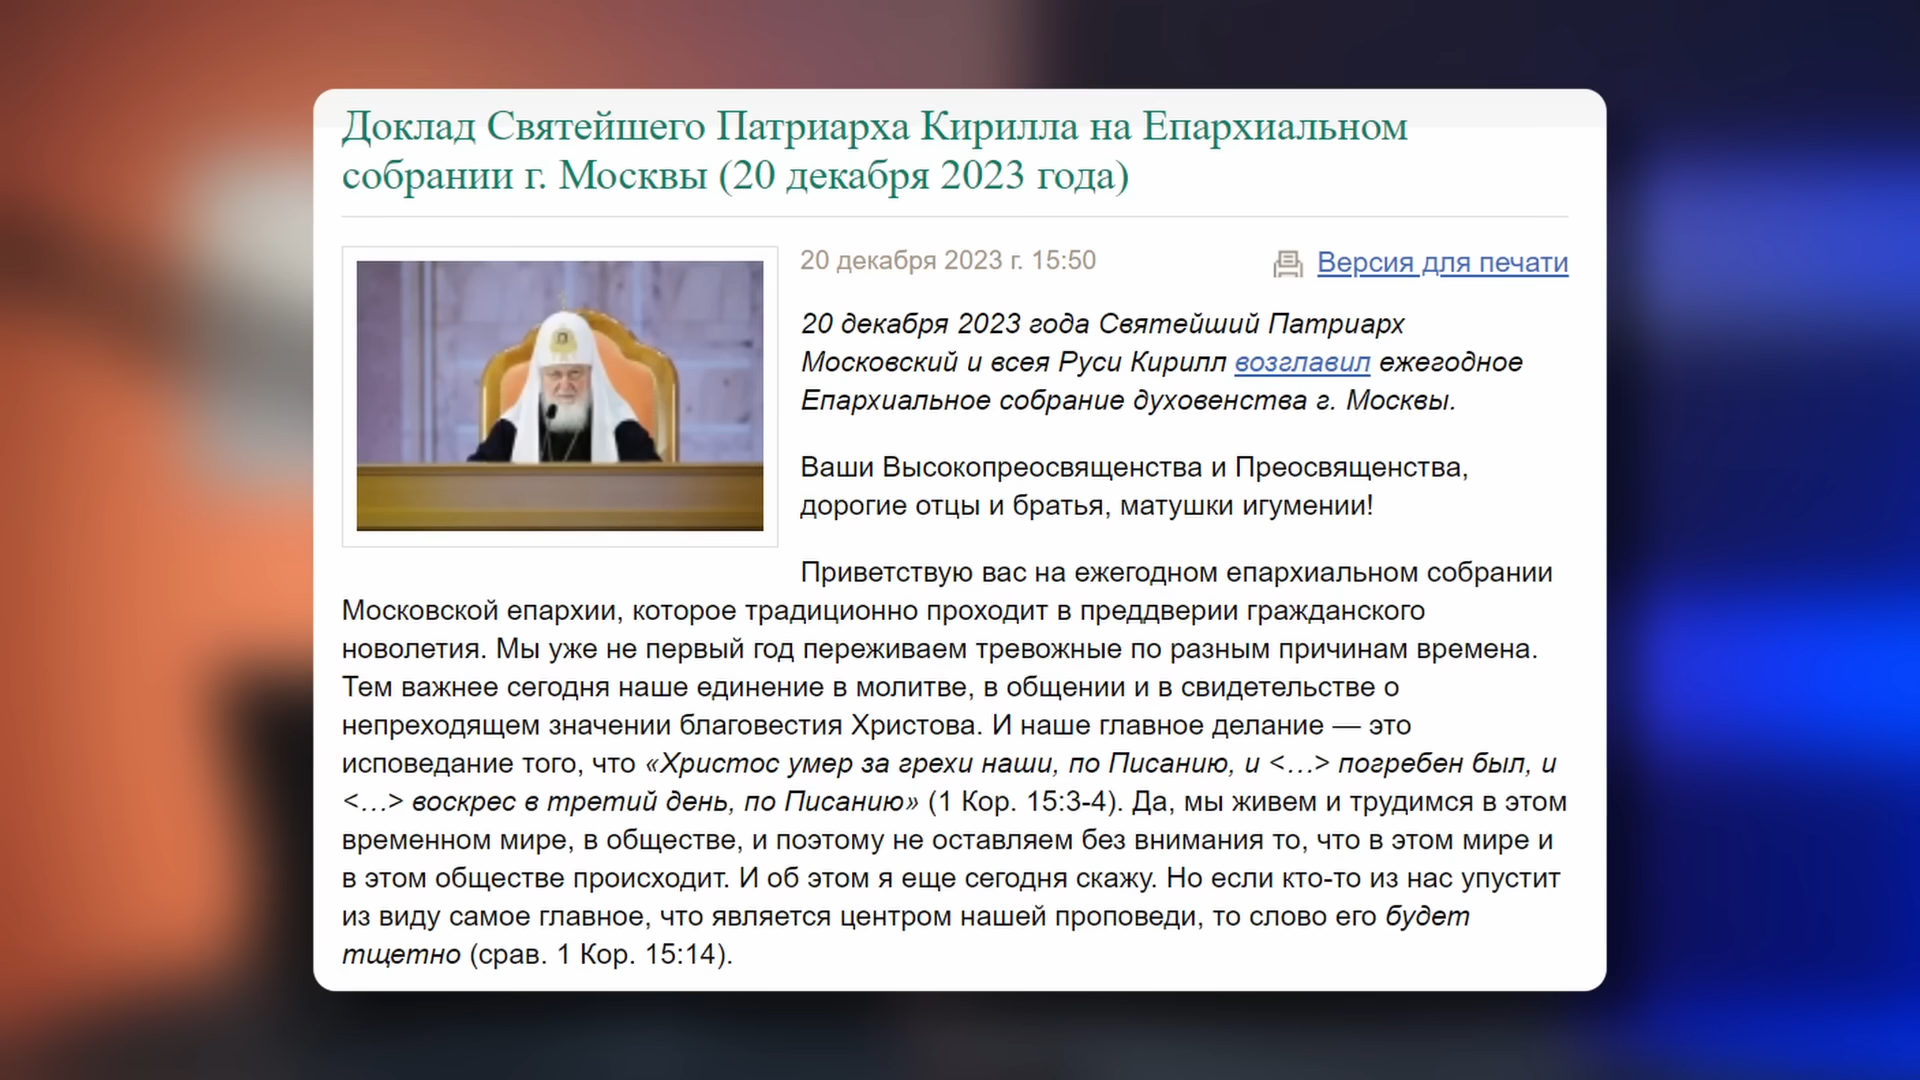 Доклад Святейшего Патриарха Кирилла на Епархиальном
собрании г. Москвы (20 декабря 2023 года)
20 декабря 2023 г. 15:50
Версия для печати
20 декабря 2023 года Святейший Патриарх
Московский и всея Руси Кирилл возглавил ежегодное
Епархиальное собрание духовенства г. Москвы.
Ваши Высокопреосвященства и Преосвященства,
дорогие отцы и братья, матушки игумении!
Приветствую вас на ежегодном епархиальном собрании
Московской епархии, которое традиционно проходит в преддверии гражданского
новолетия. Мы уже не первый год переживаем тревожные по разным причинам времена.
Тем важнее сегодня наше единение в молитве, в общении и в свидетельстве о
непреходящем значении благовестия Христова. И наше главное делание — это
исповедание того, что «Христос умер за грехи наши, по Писанию, и <…> погребен был, и
<…> воскрес в третий день, по Писанию» (1 Кор. 15:3-4). Да, мы живем и трудимся в этом
временном мире, в обществе, и поэтому не оставляем без внимания то, что в этом мире и
в этом обществе происходит. И об этом я еще сегодня скажу. Но если кто-то из нас упустит
из виду самое главное, что является центром нашей проповеди, то слово его будет
тщетно (срав. 1 Кор. 15:14).